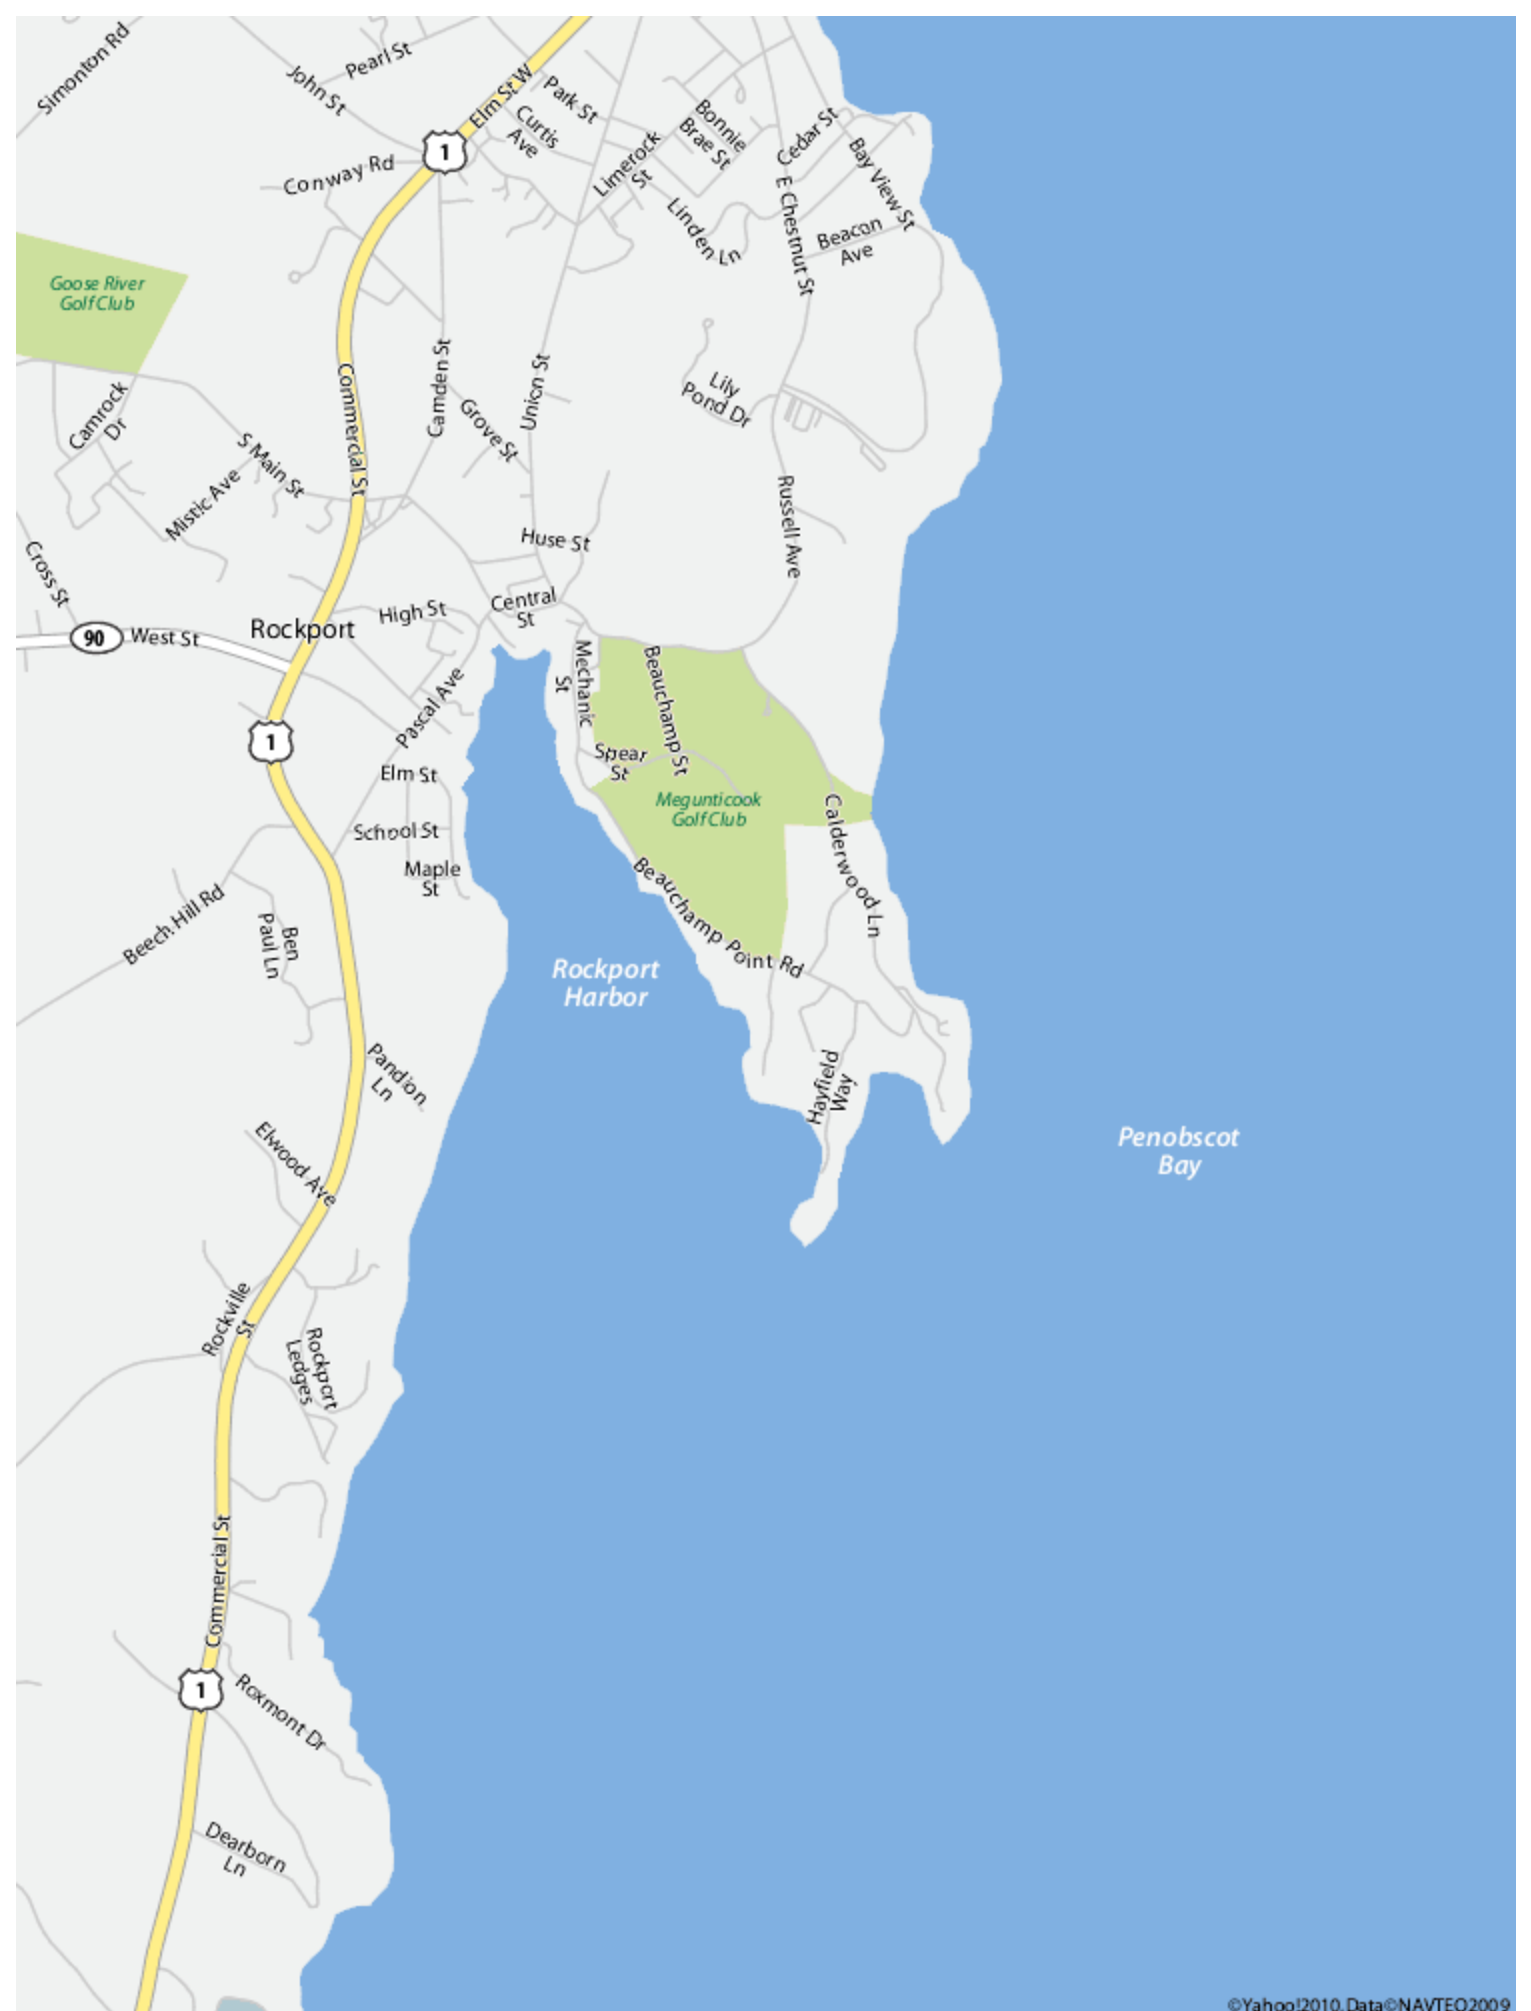 Simonton Rd
Pearl St
John St
Elm St W
Park St
Curtis
Ave
1
Conway Rd
Bonnie
Brae St
Cedar St
Limerock
St
Bay View St
E Chestnut St
Linden Ln
Beacon
Ave
Goose River
Golf Club
Commercial St
Camden St
Union St
Grove St
Lily
Pond Dr
Camrock
Dr
S Main St
Mistic Ave
Russell Ave
Huse St
Cross St
Central
St
High St
90
West St
Rockport
Mechanic
St
Beauchamp St
Pascal Ave
1
Spear
St
Elm St
Megunticook
Golf Club
Calderwood Ln
School St
Maple
St
Beauchamp Point Rd
Beech Hill Rd
Ben
Paul Ln
Rockport
Harbor
Pandion
Ln
Hayfield
Way
Elwood Ave
Penobscot
Bay
Rockville
St
Rockport
Ledges
Commercial St
1
Roxmont Dr
Dearborn
Ln
©Yahoo!2010,Data©NAVTEQ2009